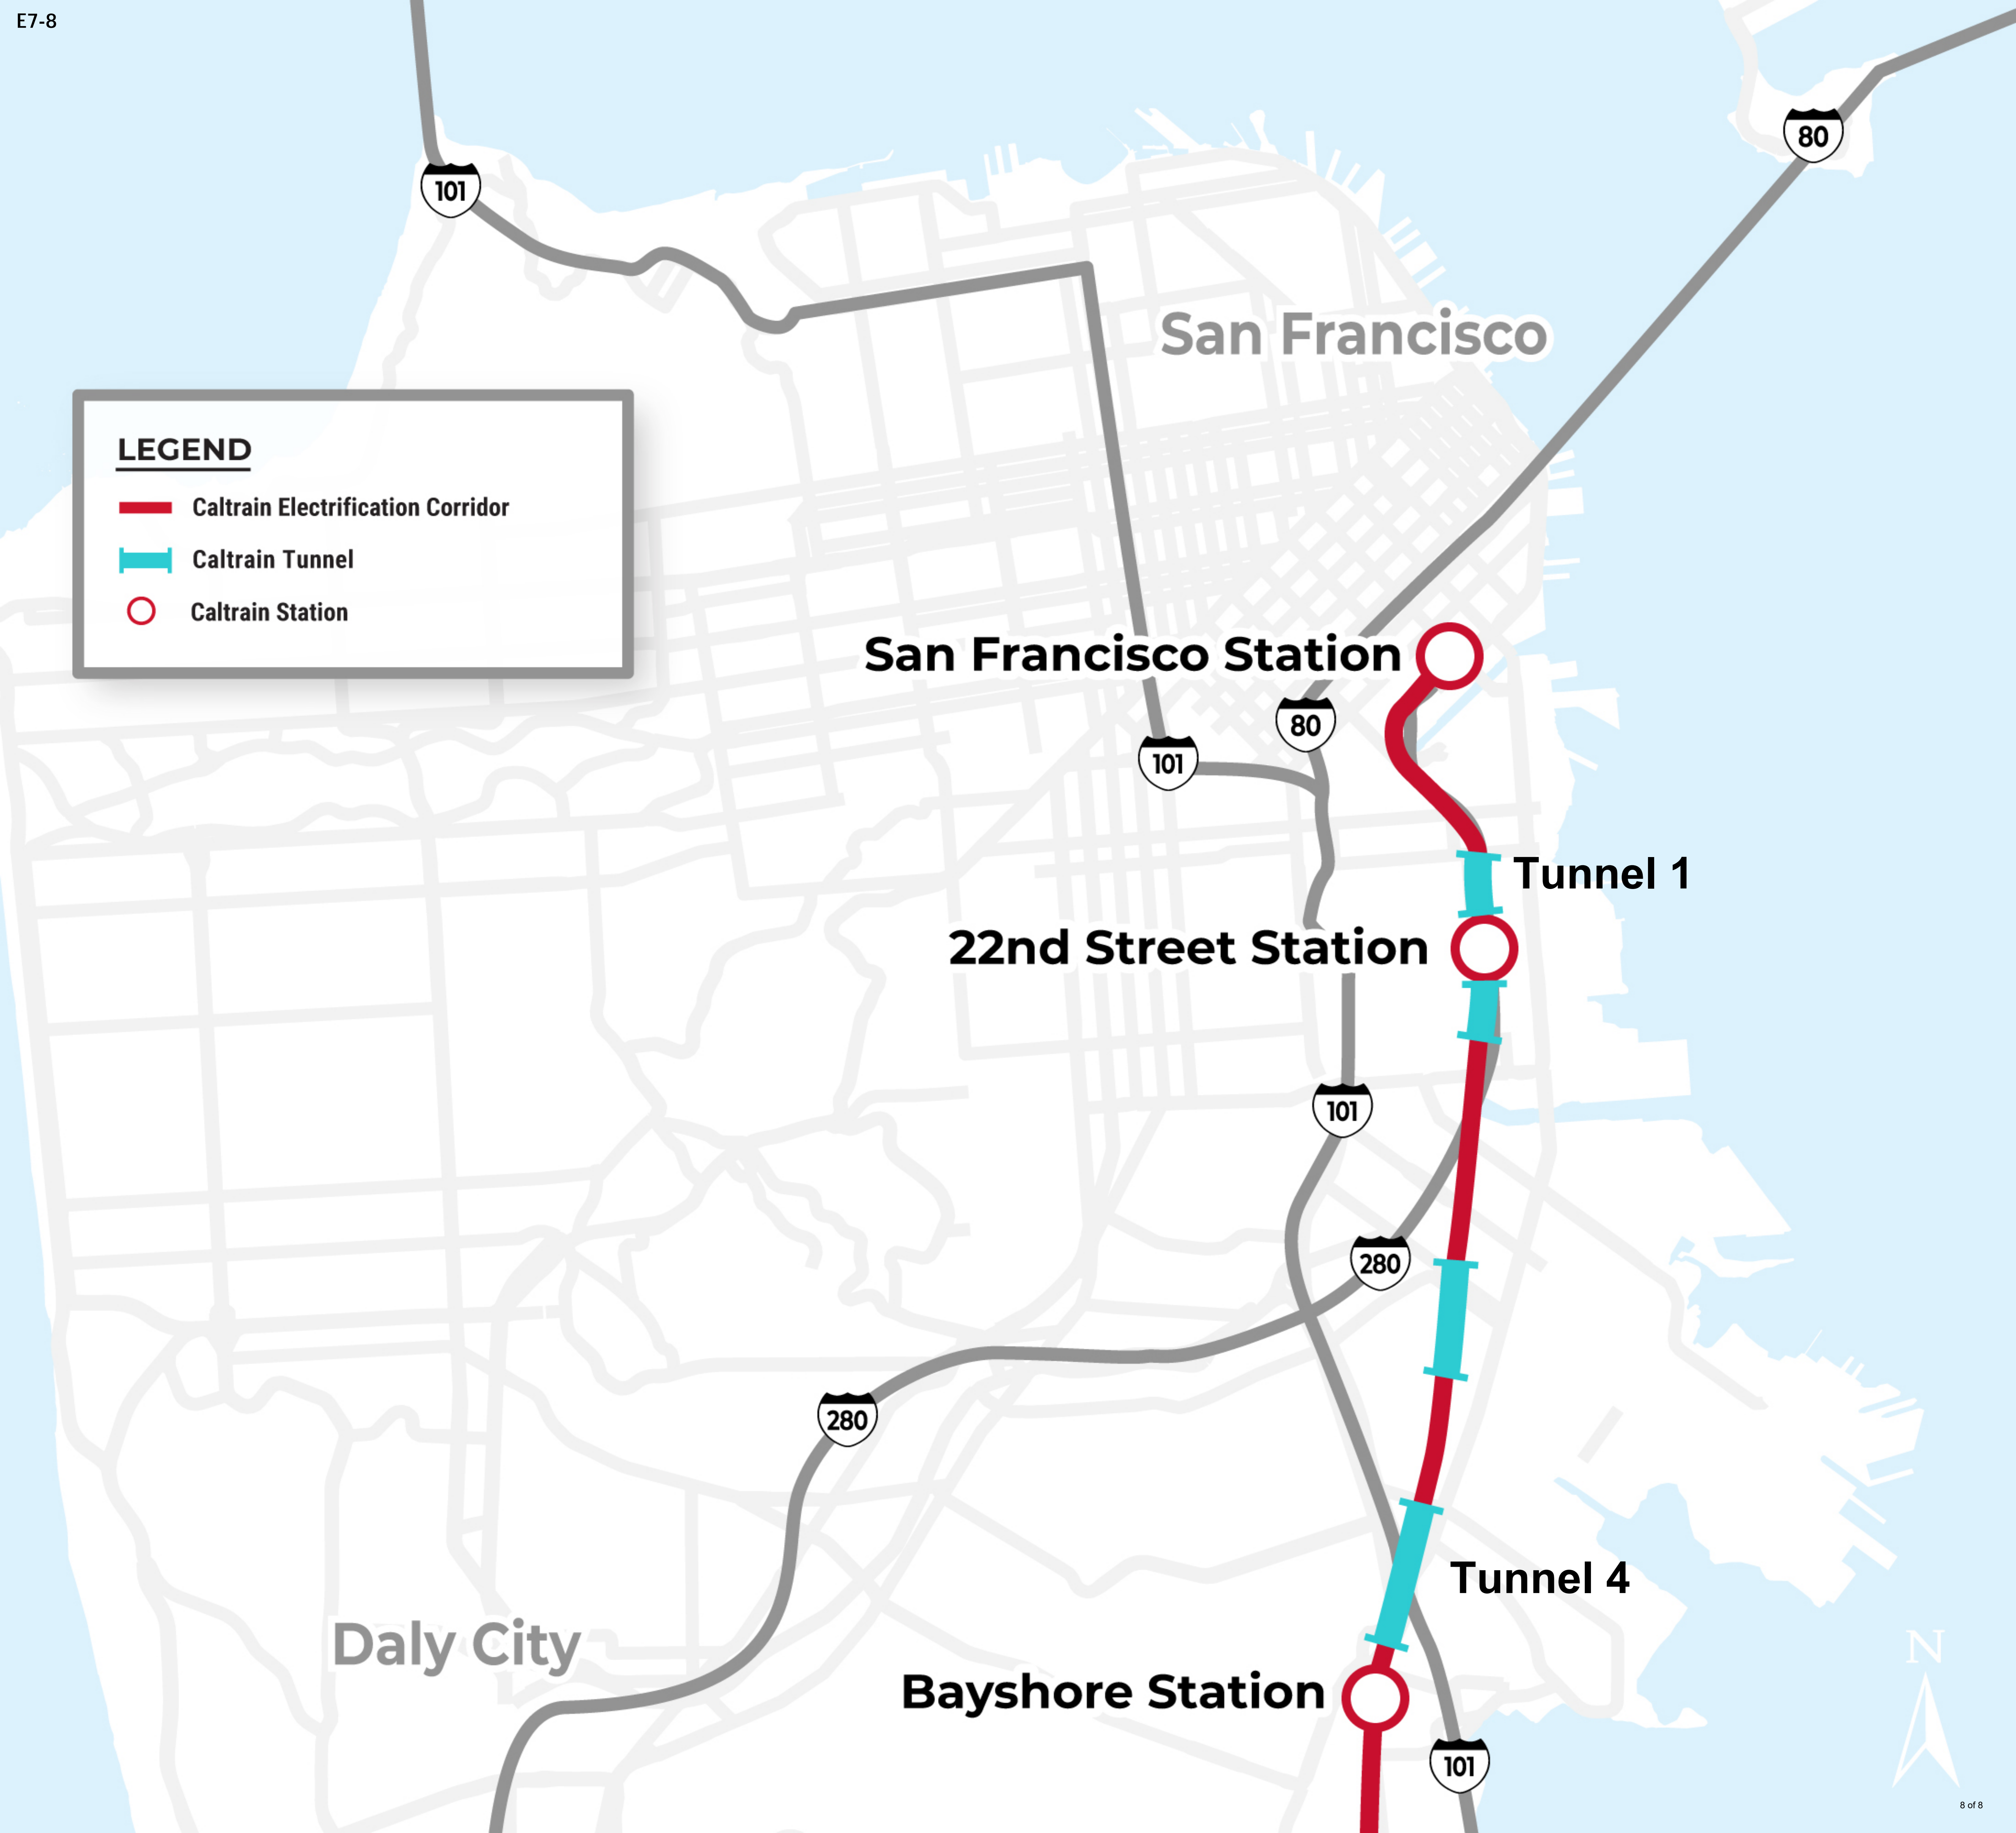 E7-8
80
101
San Francisco
LEGEND
Caltrain Electrification Corridor
Caltrain Tunnel
Caltrain Station
San Francisco Station
80
101
Tunnel 1
22nd Street Station
101
280
280
Tunnel 4
Daly City
N
Bayshore Station
101
8 of 8